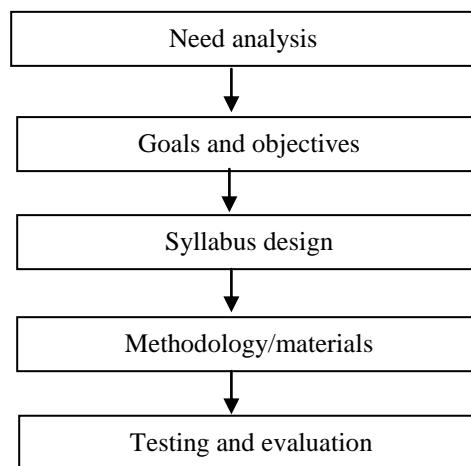 Need analysis
Goals and objectives
Syllabus design
Methodology/materials
Testing and evaluation